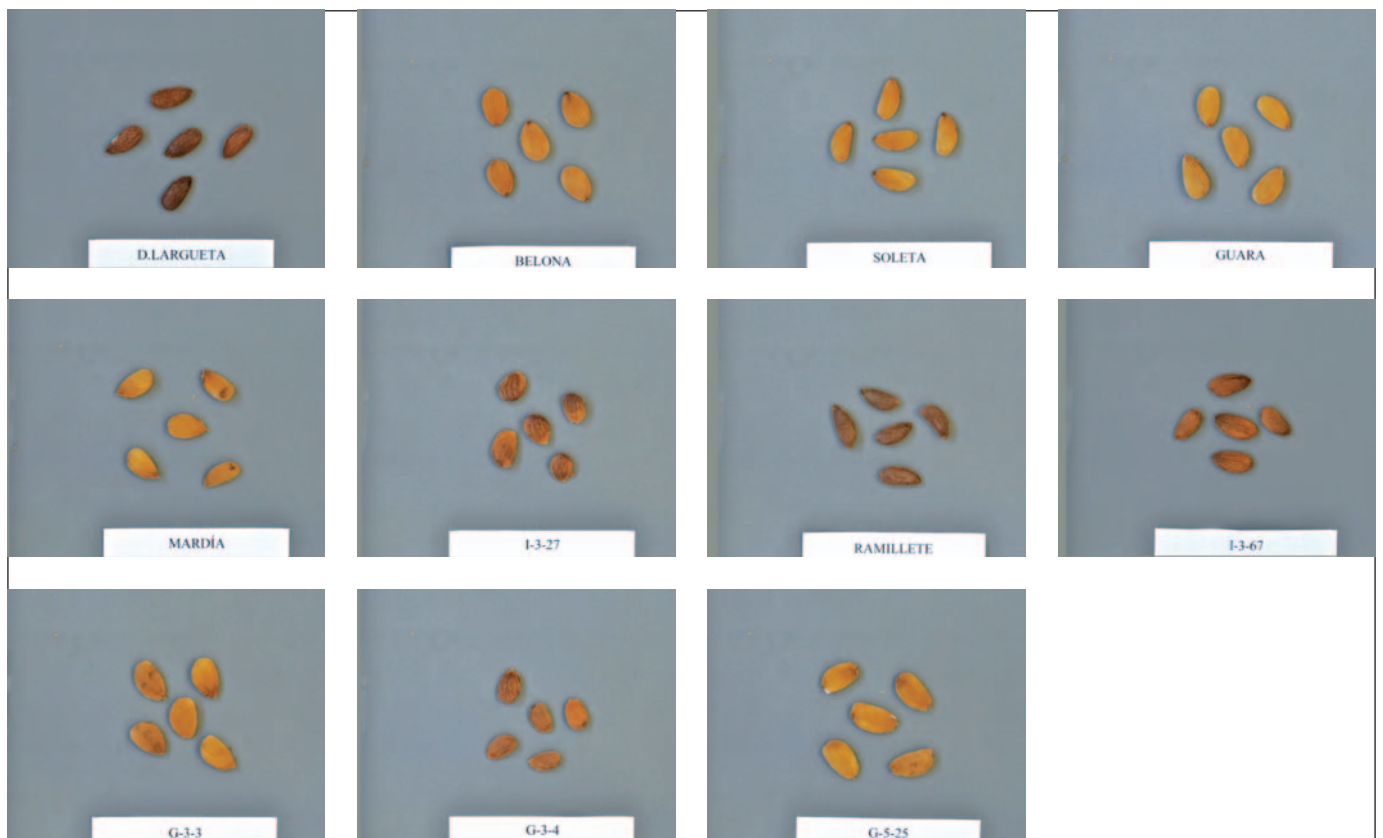 D.LARGUETA
BELONA
SOLETA
GUARA
MARDÍA
I-3-27
RAMILLETE
I-3-67
G-3-3
G-3-4
G-5-25